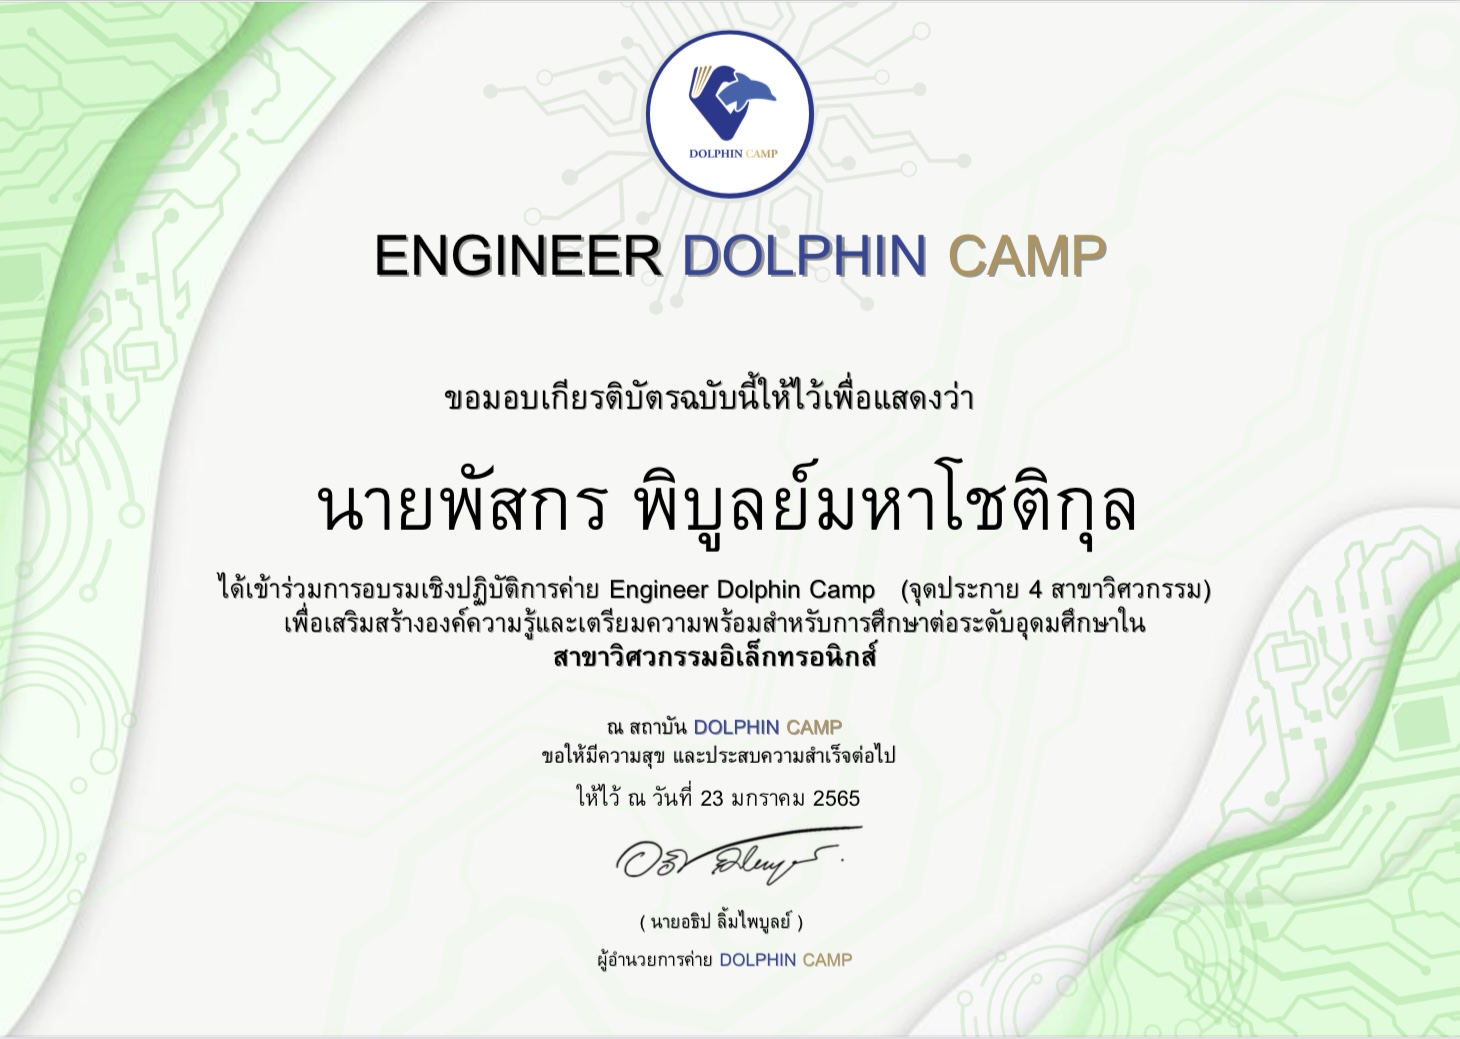 DOLPHIN CAMP
ENGINEER DOLPHIN CAMP
ขอมอบเกียรติบัตรฉบับนี้ให้ไว้เพื่อแสดงว่า
นายพัสกร พิบูลย์มหาโชติกุล
ได้เข้าร่วมการอบรมเชิงปฏิบัติการค่าย Engineer Dolphin Camp (จุดประกาย 4 สาขาวิศวกรรม)
เพื่อเสริมสร้างองค์ความรู้และเตรียมความพร้อมสำหรับการศึกษาต่อระดับอุดมศึกษาใน
สาขาวิศวกรรมอิเล็กทรอนิกส์
ณ สถาบัน DOLPHIN CAMP
ขอให้มีความสุข และประสบความสำเร็จต่อไป
ให้ไว้ ณ วันที่ 23 มกราคม 2565
( นายอธิป ลิ้มไพบูลย์ )
ผู้อำนวยการค่าย DOLPHIN CAMP